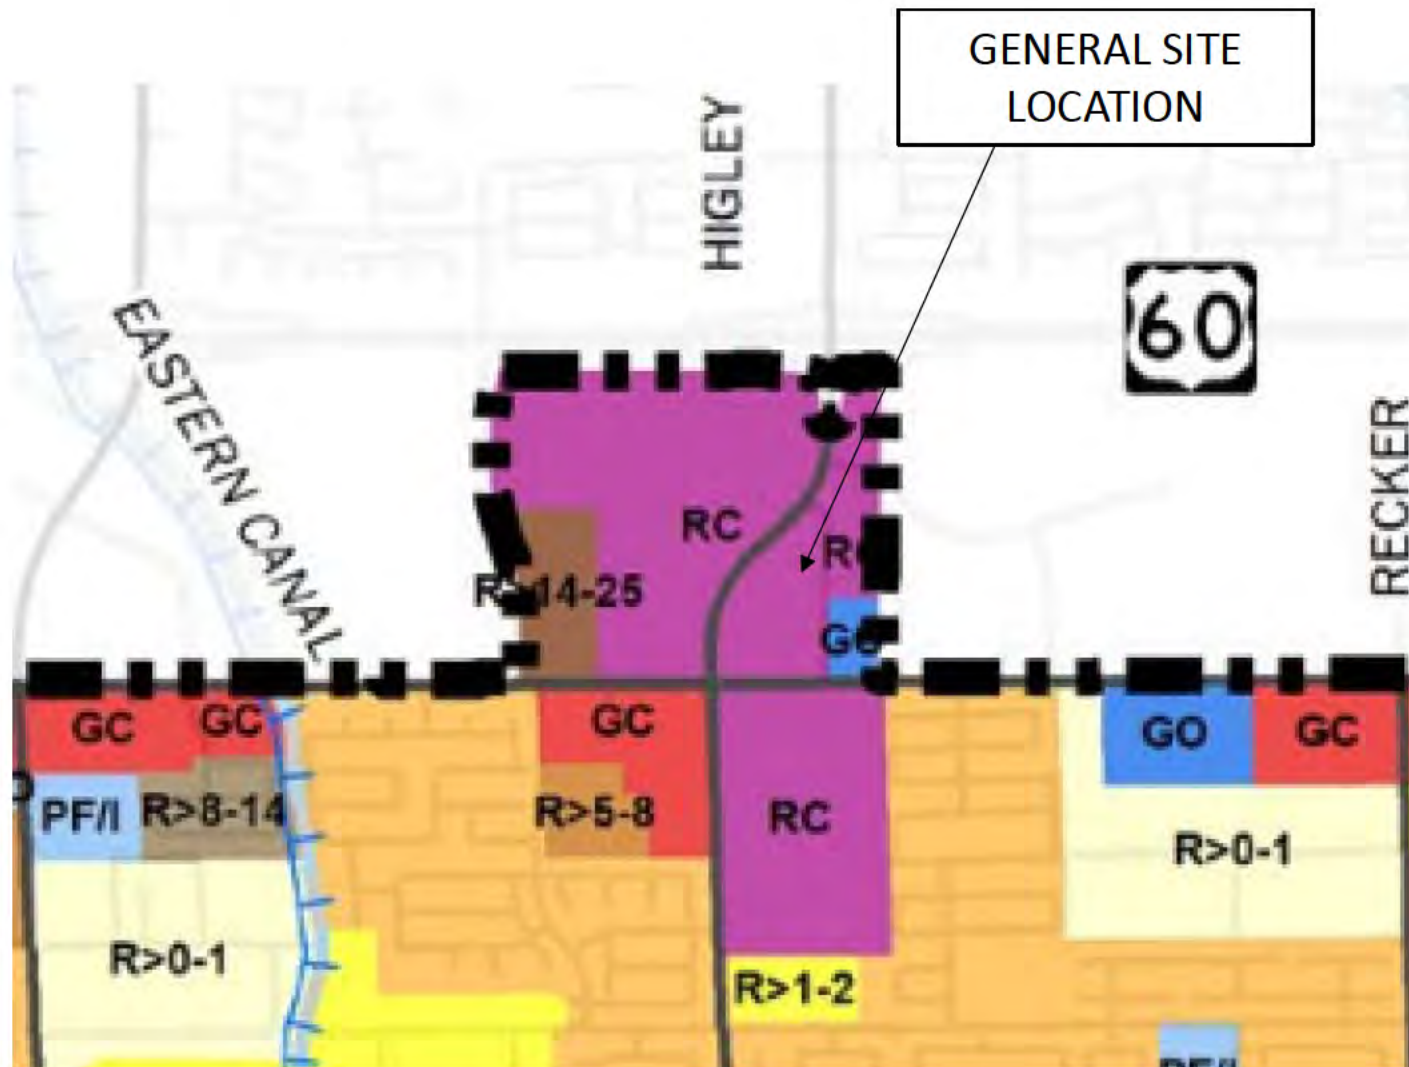 GENERAL SITE
LOCATION
HIGLEY
EASTERN CANAL
60
RECKER
RC
R>14-25
GC
GC
GC
GO
GC
PF/I
R>8-14
R>5-8
RC
R>0-1
R>0-1
R>1-2